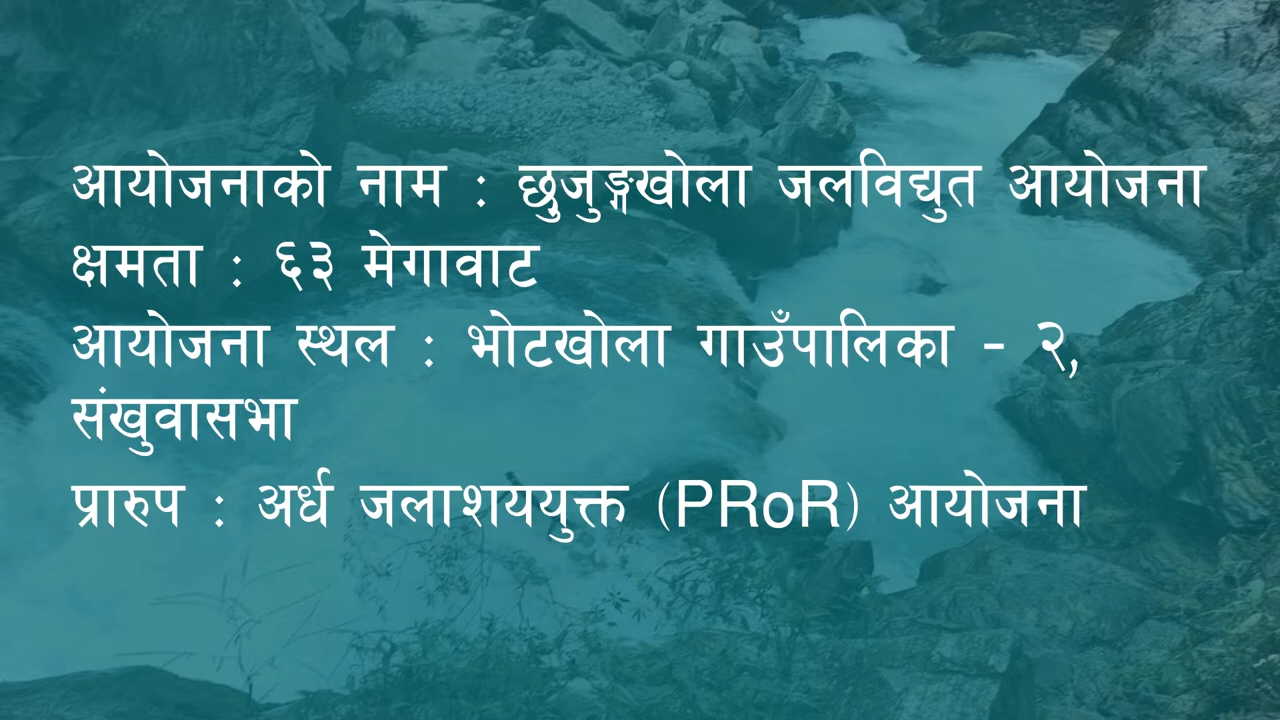 आयोजनाको नाम : छुजुङ्गखोला जलविद्युत आयोजना
क्षमता : ६३ मेगावाट
आयोजना स्थल : भोटखोला गाउँपालिका - २,
संखुवासभा
प्रारुप : अर्ध जलाशययुक्त (PRoR) आयोजना